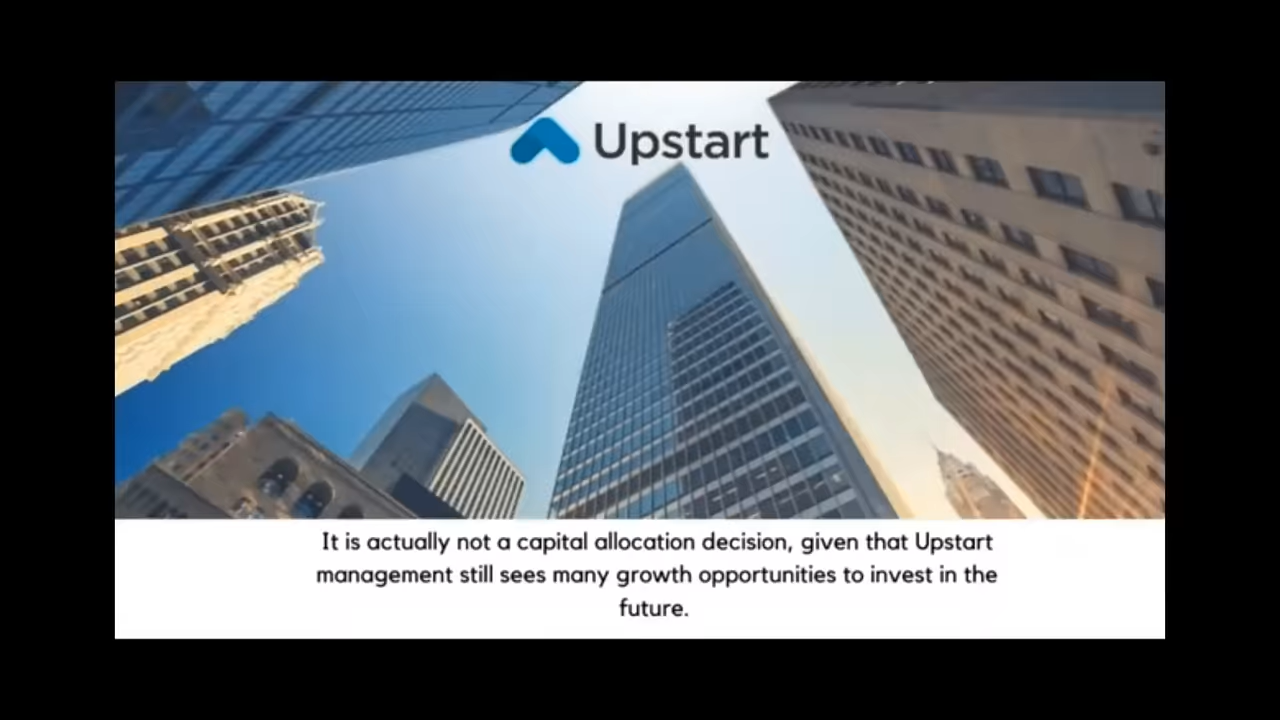 Upstart
It is actually not a capital allocation decision, given that Upstart
management still sees many growth opportunities to invest in the
future.